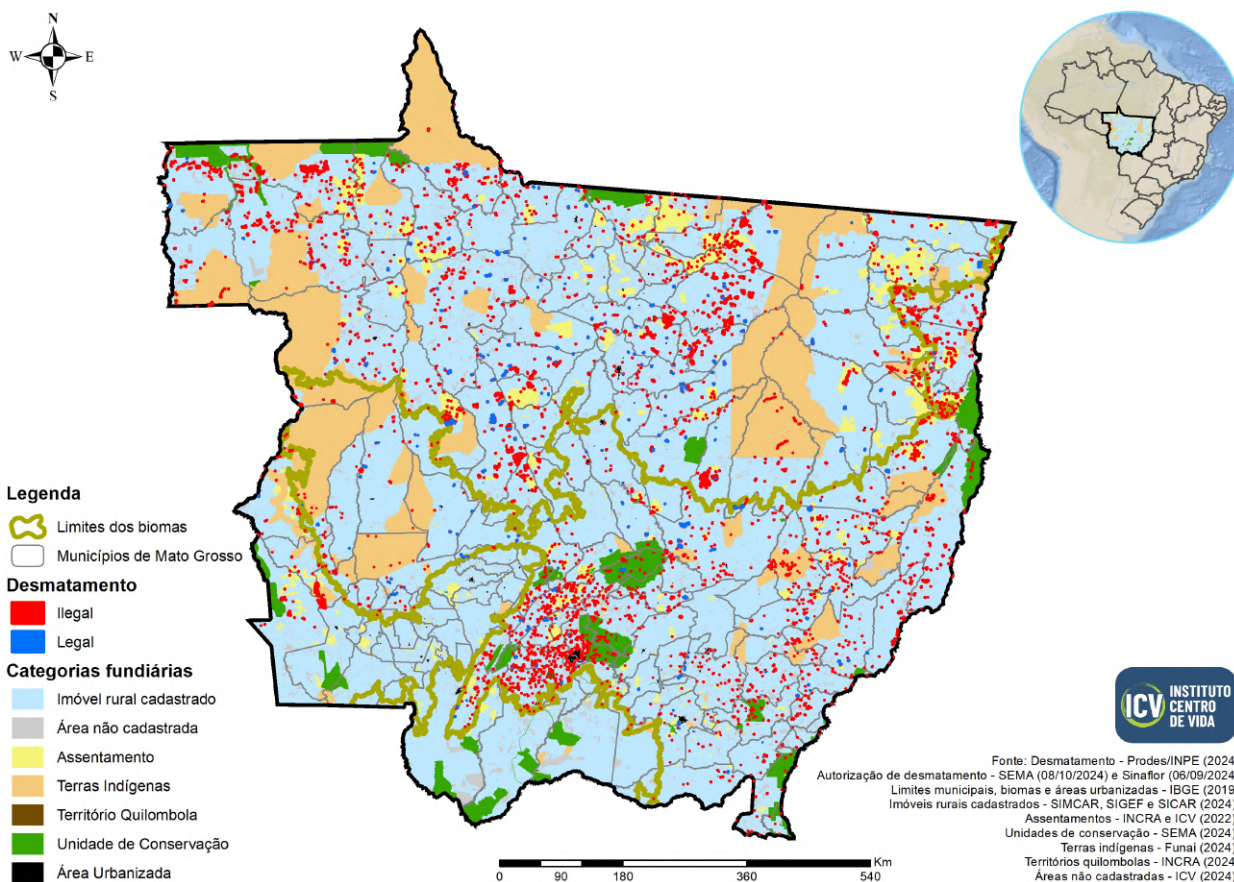 N
W E
S
Legenda
Limites dos biomas
Municípios de Mato Grosso
Desmatamento
Ilegal
Legal
Categorias fundiárias
Imóvel rural cadastrado
Área não cadastrada
Assentamento
Terras Indígenas
Território Quilombola
Unidade de Conservação
Área Urbanizada
ICV INSTITUTO
CENTRO
DE VIDA
Fonte: Desmatamento - Prodes/INPE (2024
Autorização de desmatamento - SEMA (08/10/2024) e Sinaflor (06/09/2024
Limites municipais, biomas e áreas urbanizadas - IBGE (2019
Imóveis rurais cadastrados - SIMCAR, SIGEF e SICAR (2024)
Assentamentos - INCRA e ICV (2022)
Unidades de conservação - SEMA (2024)
Terras indígenas - Funai (2024)
Territórios quilombolas - INCRA (2024)
Áreas não cadastradas - ICV (2024)
Km
0 90 180 360 540